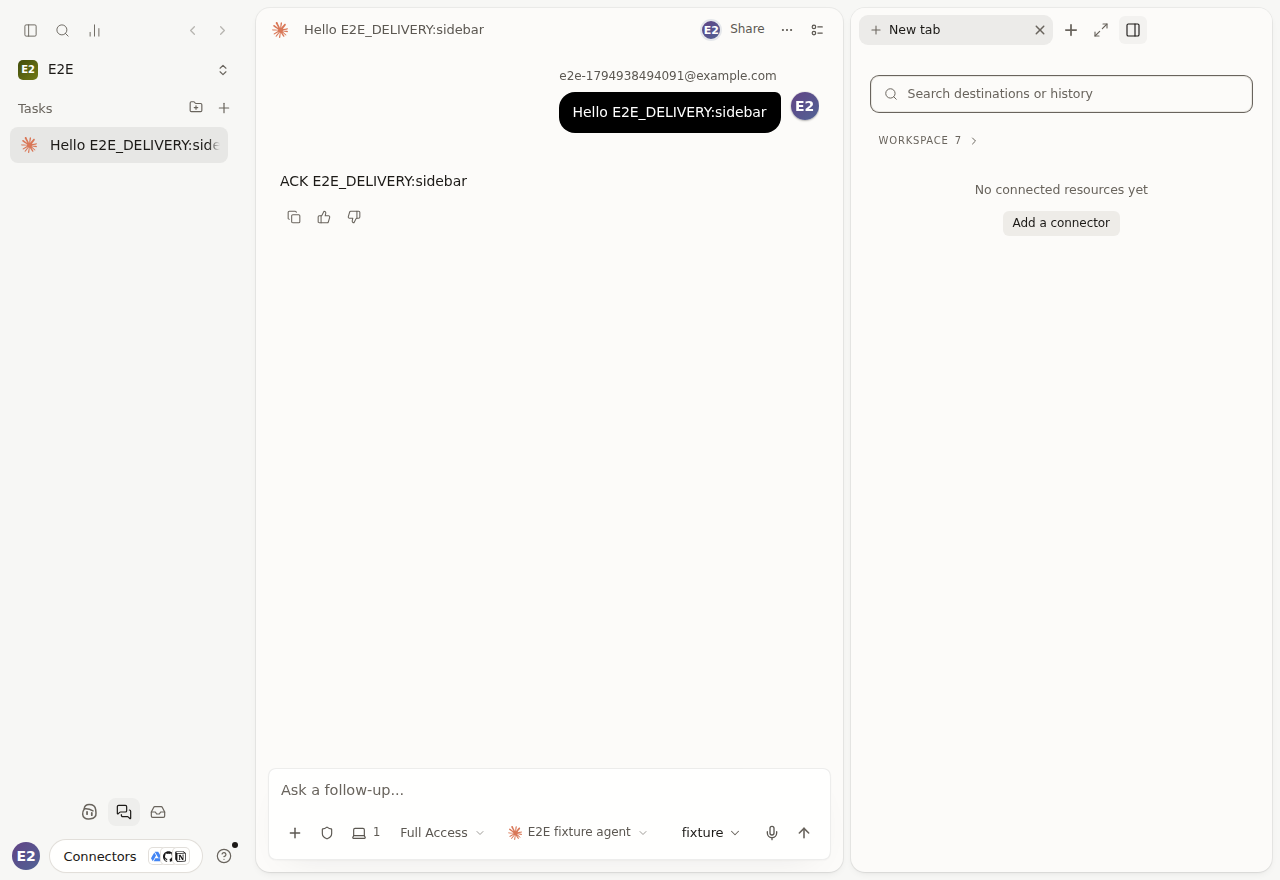 E2 E2E
Tasks
Hello E2E_DELIVERY:side
E2 Connectors
Hello E2E_DELIVERY:sidebar
E2 Share
e2e-1794938494091@example.com
Hello E2E_DELIVERY:sidebar
E2
ACK E2E_DELIVERY:sidebar
Ask a follow-up...
1 Full Access E2E fixture agent fixture
New tab
Search destinations or history
WORKSPACE 7
No connected resources yet
Add a connector